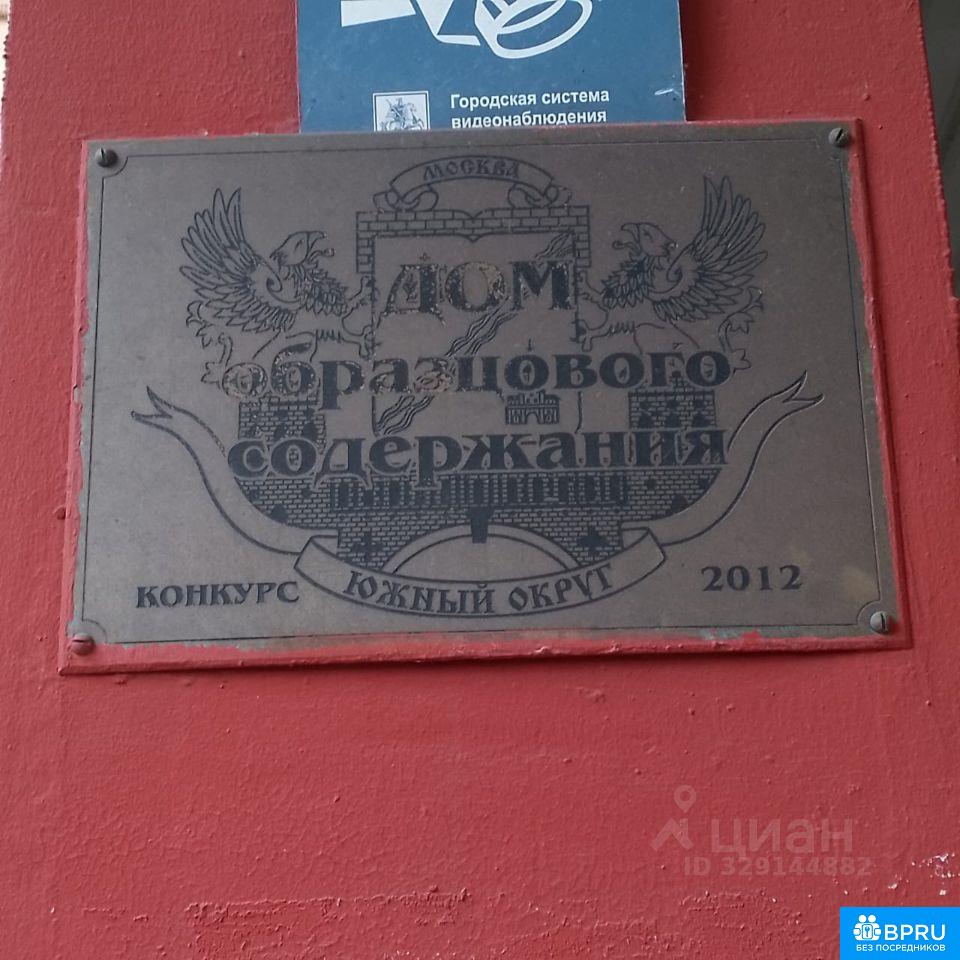 Городская система
видеонаблюдения
МОСКВА
ДОМ
образцового
содержания
КОНКУРС
ЮЖНЫЙ ОКРУГ
2012
циан
ID 329144882
BPRU
БЕЗ ПОСРЕДНИКОВ